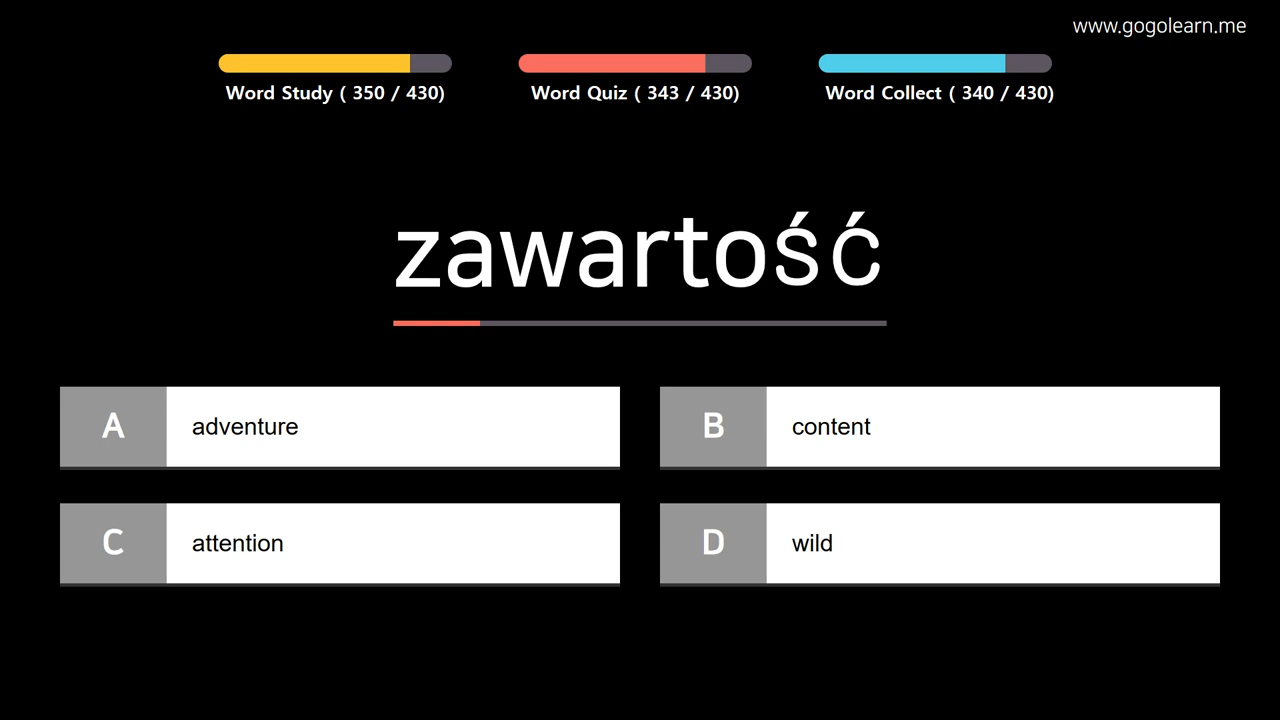 www.gogolearn.me
Word Study ( 350 / 430)
Word Quiz ( 343 / 430)
Word Collect ( 340 / 430)
zawartość
A
adventure
B
content
C
attention
D
wild